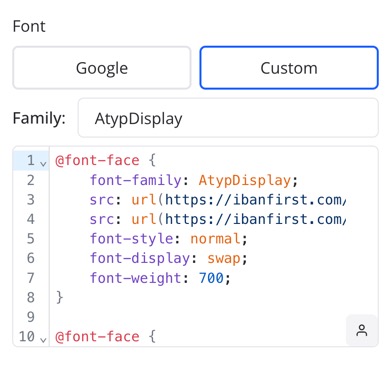 Font
Google Custom
Family: AtypDisplay
1 @font-face {
2 font-family: AtypDisplay;
3 src: url(https://ibanfirst.com/
4 src: url(https://ibanfirst.com/
5 font-style: normal;
6 font-display: swap;
7 font-weight: 700;
8 }
9
10 @font-face {